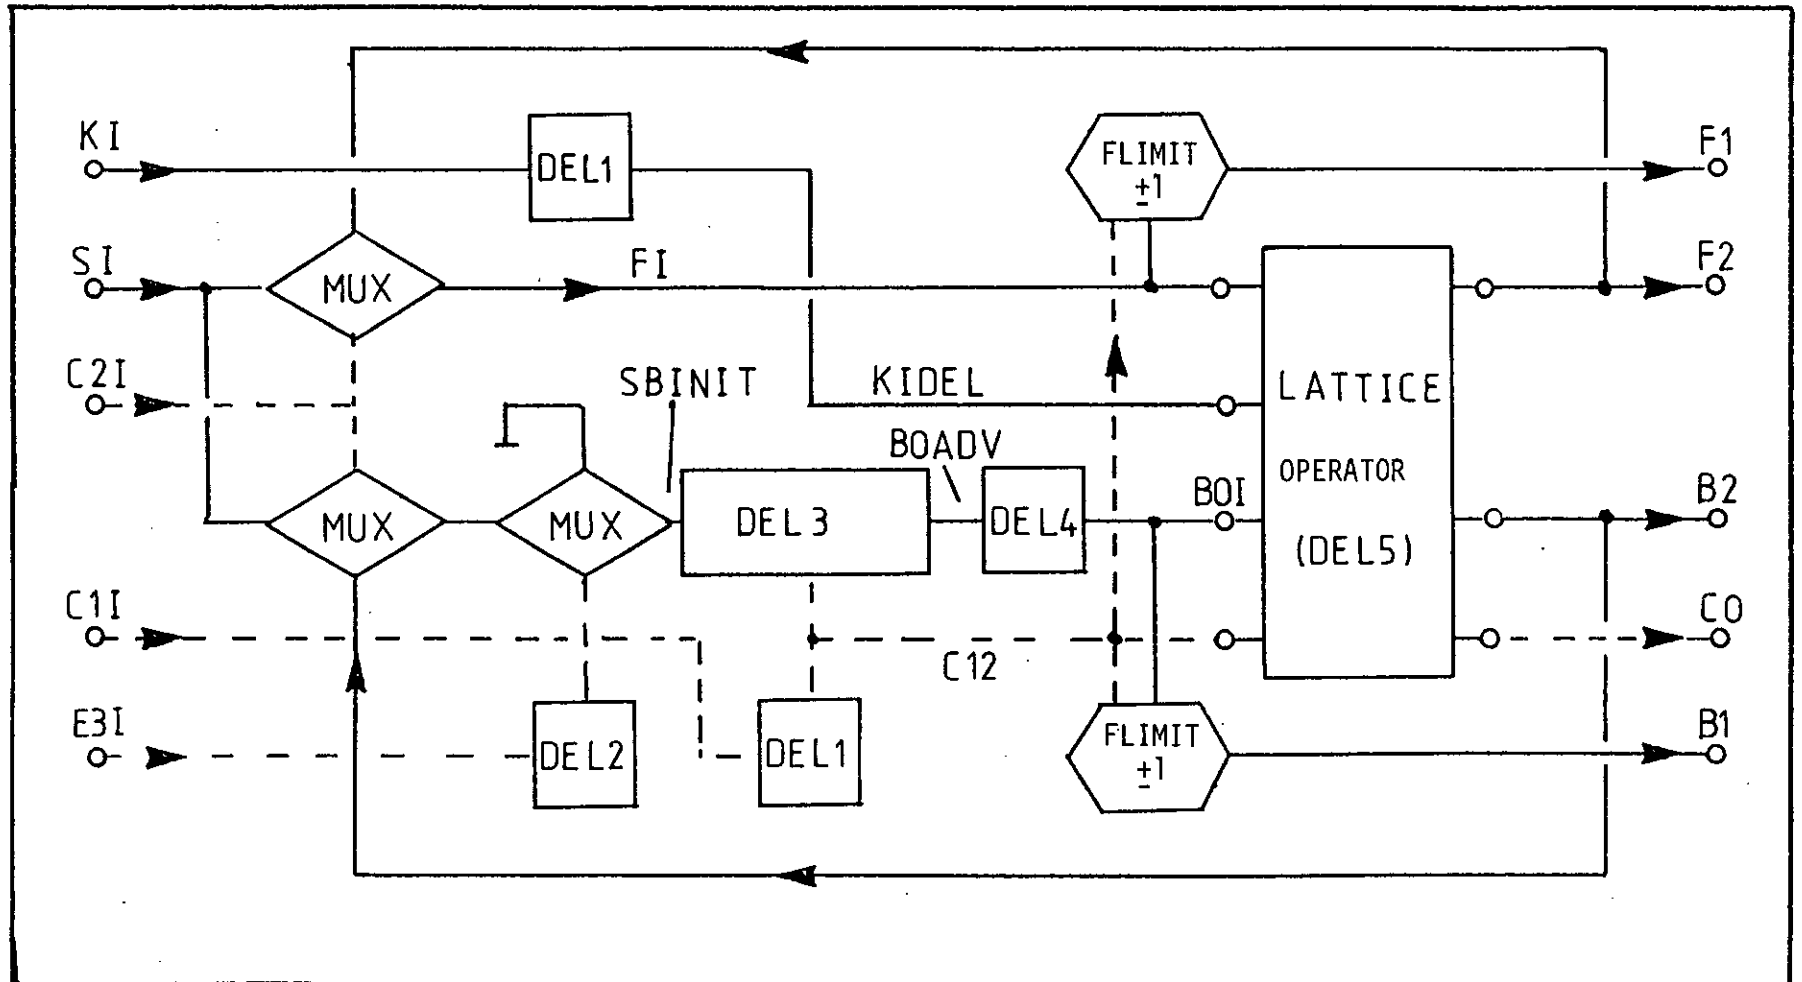 KI
DEL1
FLIMIT
±1
F1
SI
MUX
FI
F2
C2I
SBINIT
KIDEL
LATTICE
OPERATOR
(DEL5)
BOADV
MUX
MUX
DEL3
DEL4
BOI
B2
C1I
C12
CO
E3I
DEL2
DEL1
FLIMIT
±1
B1